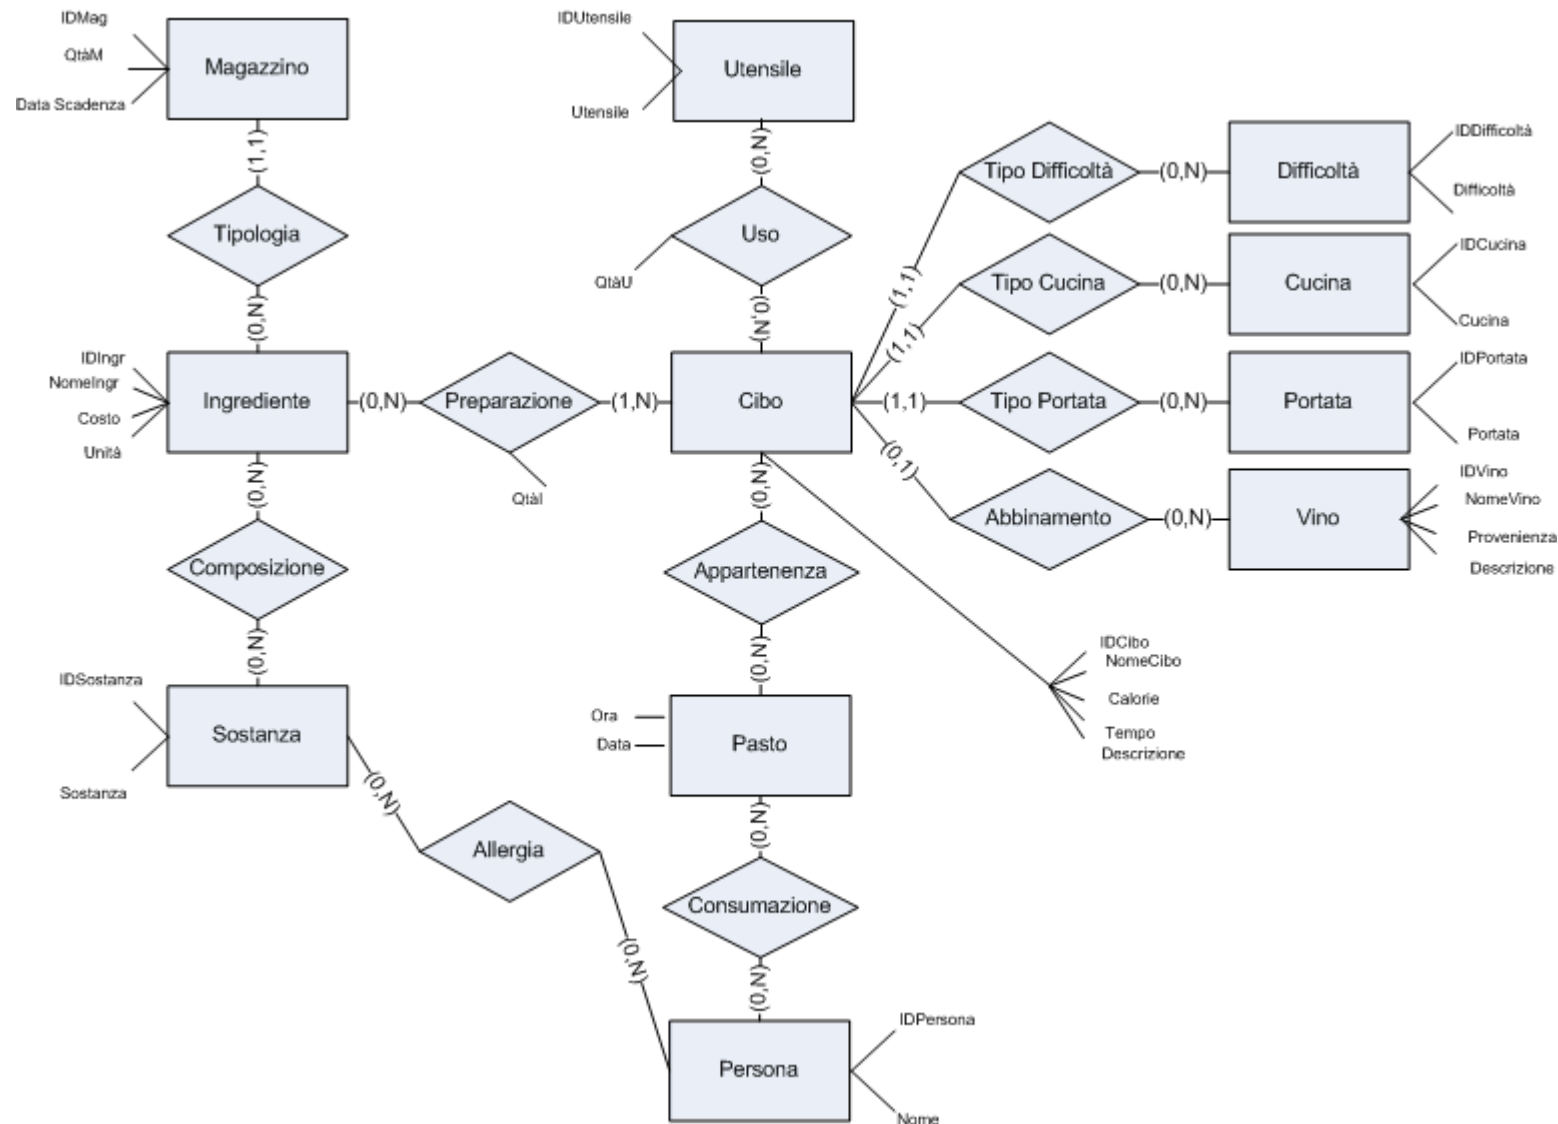 IDMag
QtàM
Data Scadenza
Magazzino
(1,1)
Tipologia
(0,N)
IDIngr
NomeIngr
Costo
Unità
Ingrediente
(0,N)
Preparazione
(1,N)
QtàI
(0,N)
Composizione
(0,N)
IDSostanza
Sostanza
Sostanza
(0,N)
Allergia
(0,N)
IDUtensile
Utensile
Utensile
(0,N)
Uso
QtàU
(0,N)
Cibo
(1,1)
Tipo Difficoltà
(0,N)
Difficoltà
IDDifficoltà
Difficoltà
(1,1)
Tipo Cucina
(0,N)
Cucina
IDCucina
Cucina
(1,1)
Tipo Portata
(0,N)
Portata
IDPortata
Portata
(0,1)
Abbinamento
(0,N)
Vino
IDVino
NomeVino
Provenienza
Descrizione
IDCibo
NomeCibo
Calorie
Tempo
Descrizione
(0,N)
Appartenenza
(0,N)
Ora
Data
Pasto
(0,N)
Consumazione
(0,N)
Persona
IDPersona
Nome